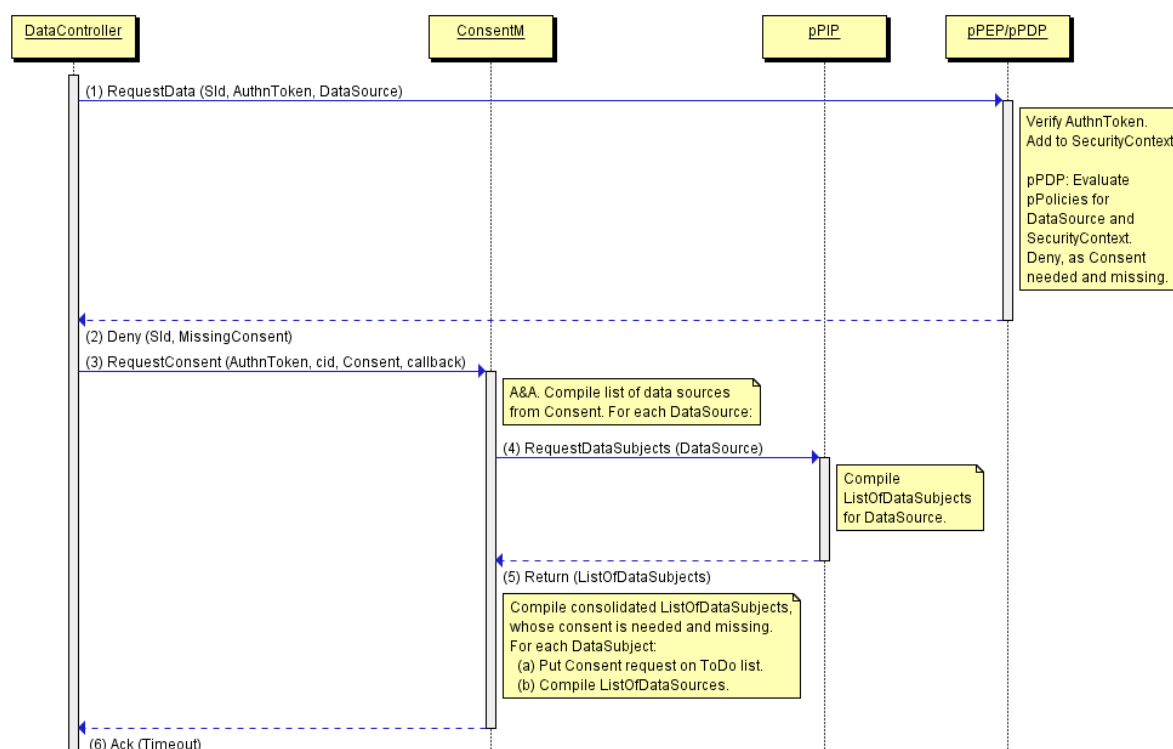 DataController
ConsentM
pPIP
pPEP/pPDP
(1) RequestData (SId, AuthnToken, DataSource)
Verify AuthnToken.
Add to SecurityContext
pPDP: Evaluate
pPolicies for
DataSource and
SecurityContext.
Deny, as Consent
needed and missing.
(2) Deny (SId, MissingConsent)
(3) RequestConsent (AuthnToken, cid, Consent, callback)
A&A. Compile list of data sources
from Consent. For each DataSource:
(4) RequestDataSubjects (DataSource)
Compile
ListOfDataSubjects
for DataSource.
(5) Return (ListOfDataSubjects)
Compile consolidated ListOfDataSubjects,
whose consent is needed and missing.
For each DataSubject:
(a) Put Consent request on ToDo list.
(b) Compile ListOfDataSources.
(6) Ack (Timeout)